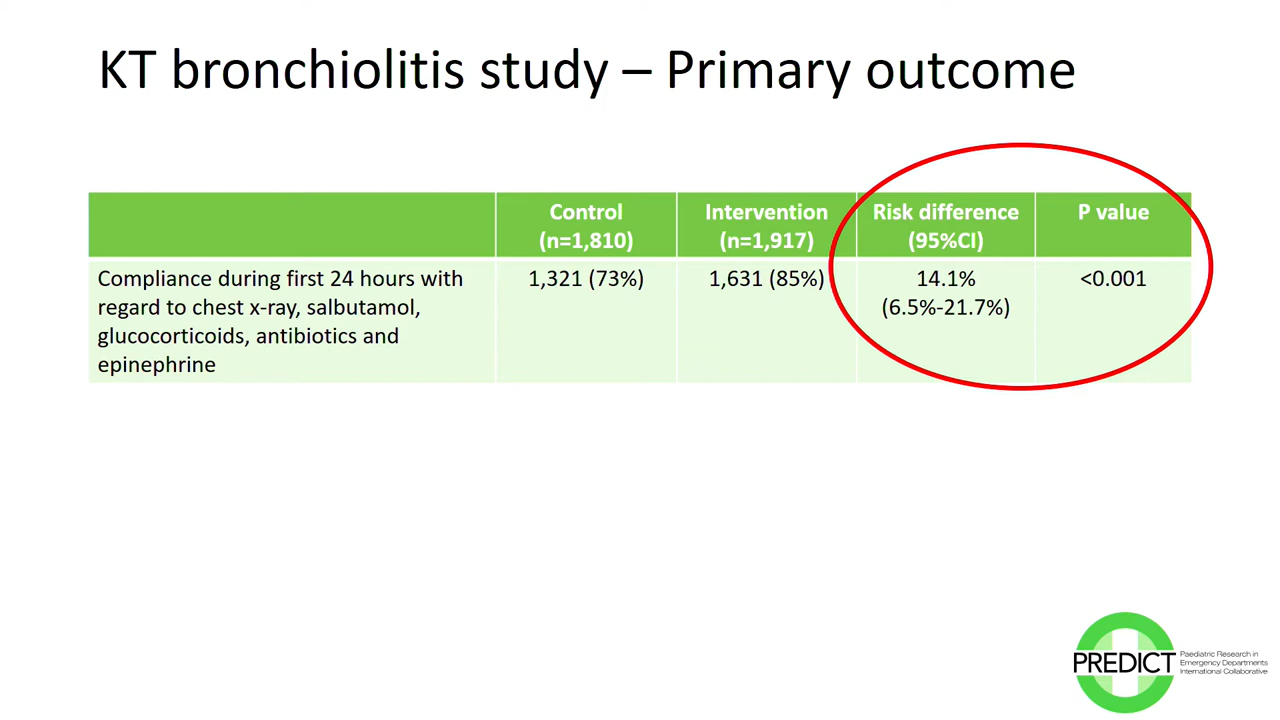 KT bronchiolitis study – Primary outcome
Control
(n=1,810)
Intervention
(n=1,917)
Risk difference
(95%CI)
P value
Compliance during first 24 hours with
regard to chest x-ray, salbutamol,
glucocorticoids, antibiotics and
epinephrine
1,321 (73%)
1,631 (85%)
14.1%
(6.5%-21.7%)
<0.001
PREDICT
Paediatric Research in
Emergency Departments
International Collaborative